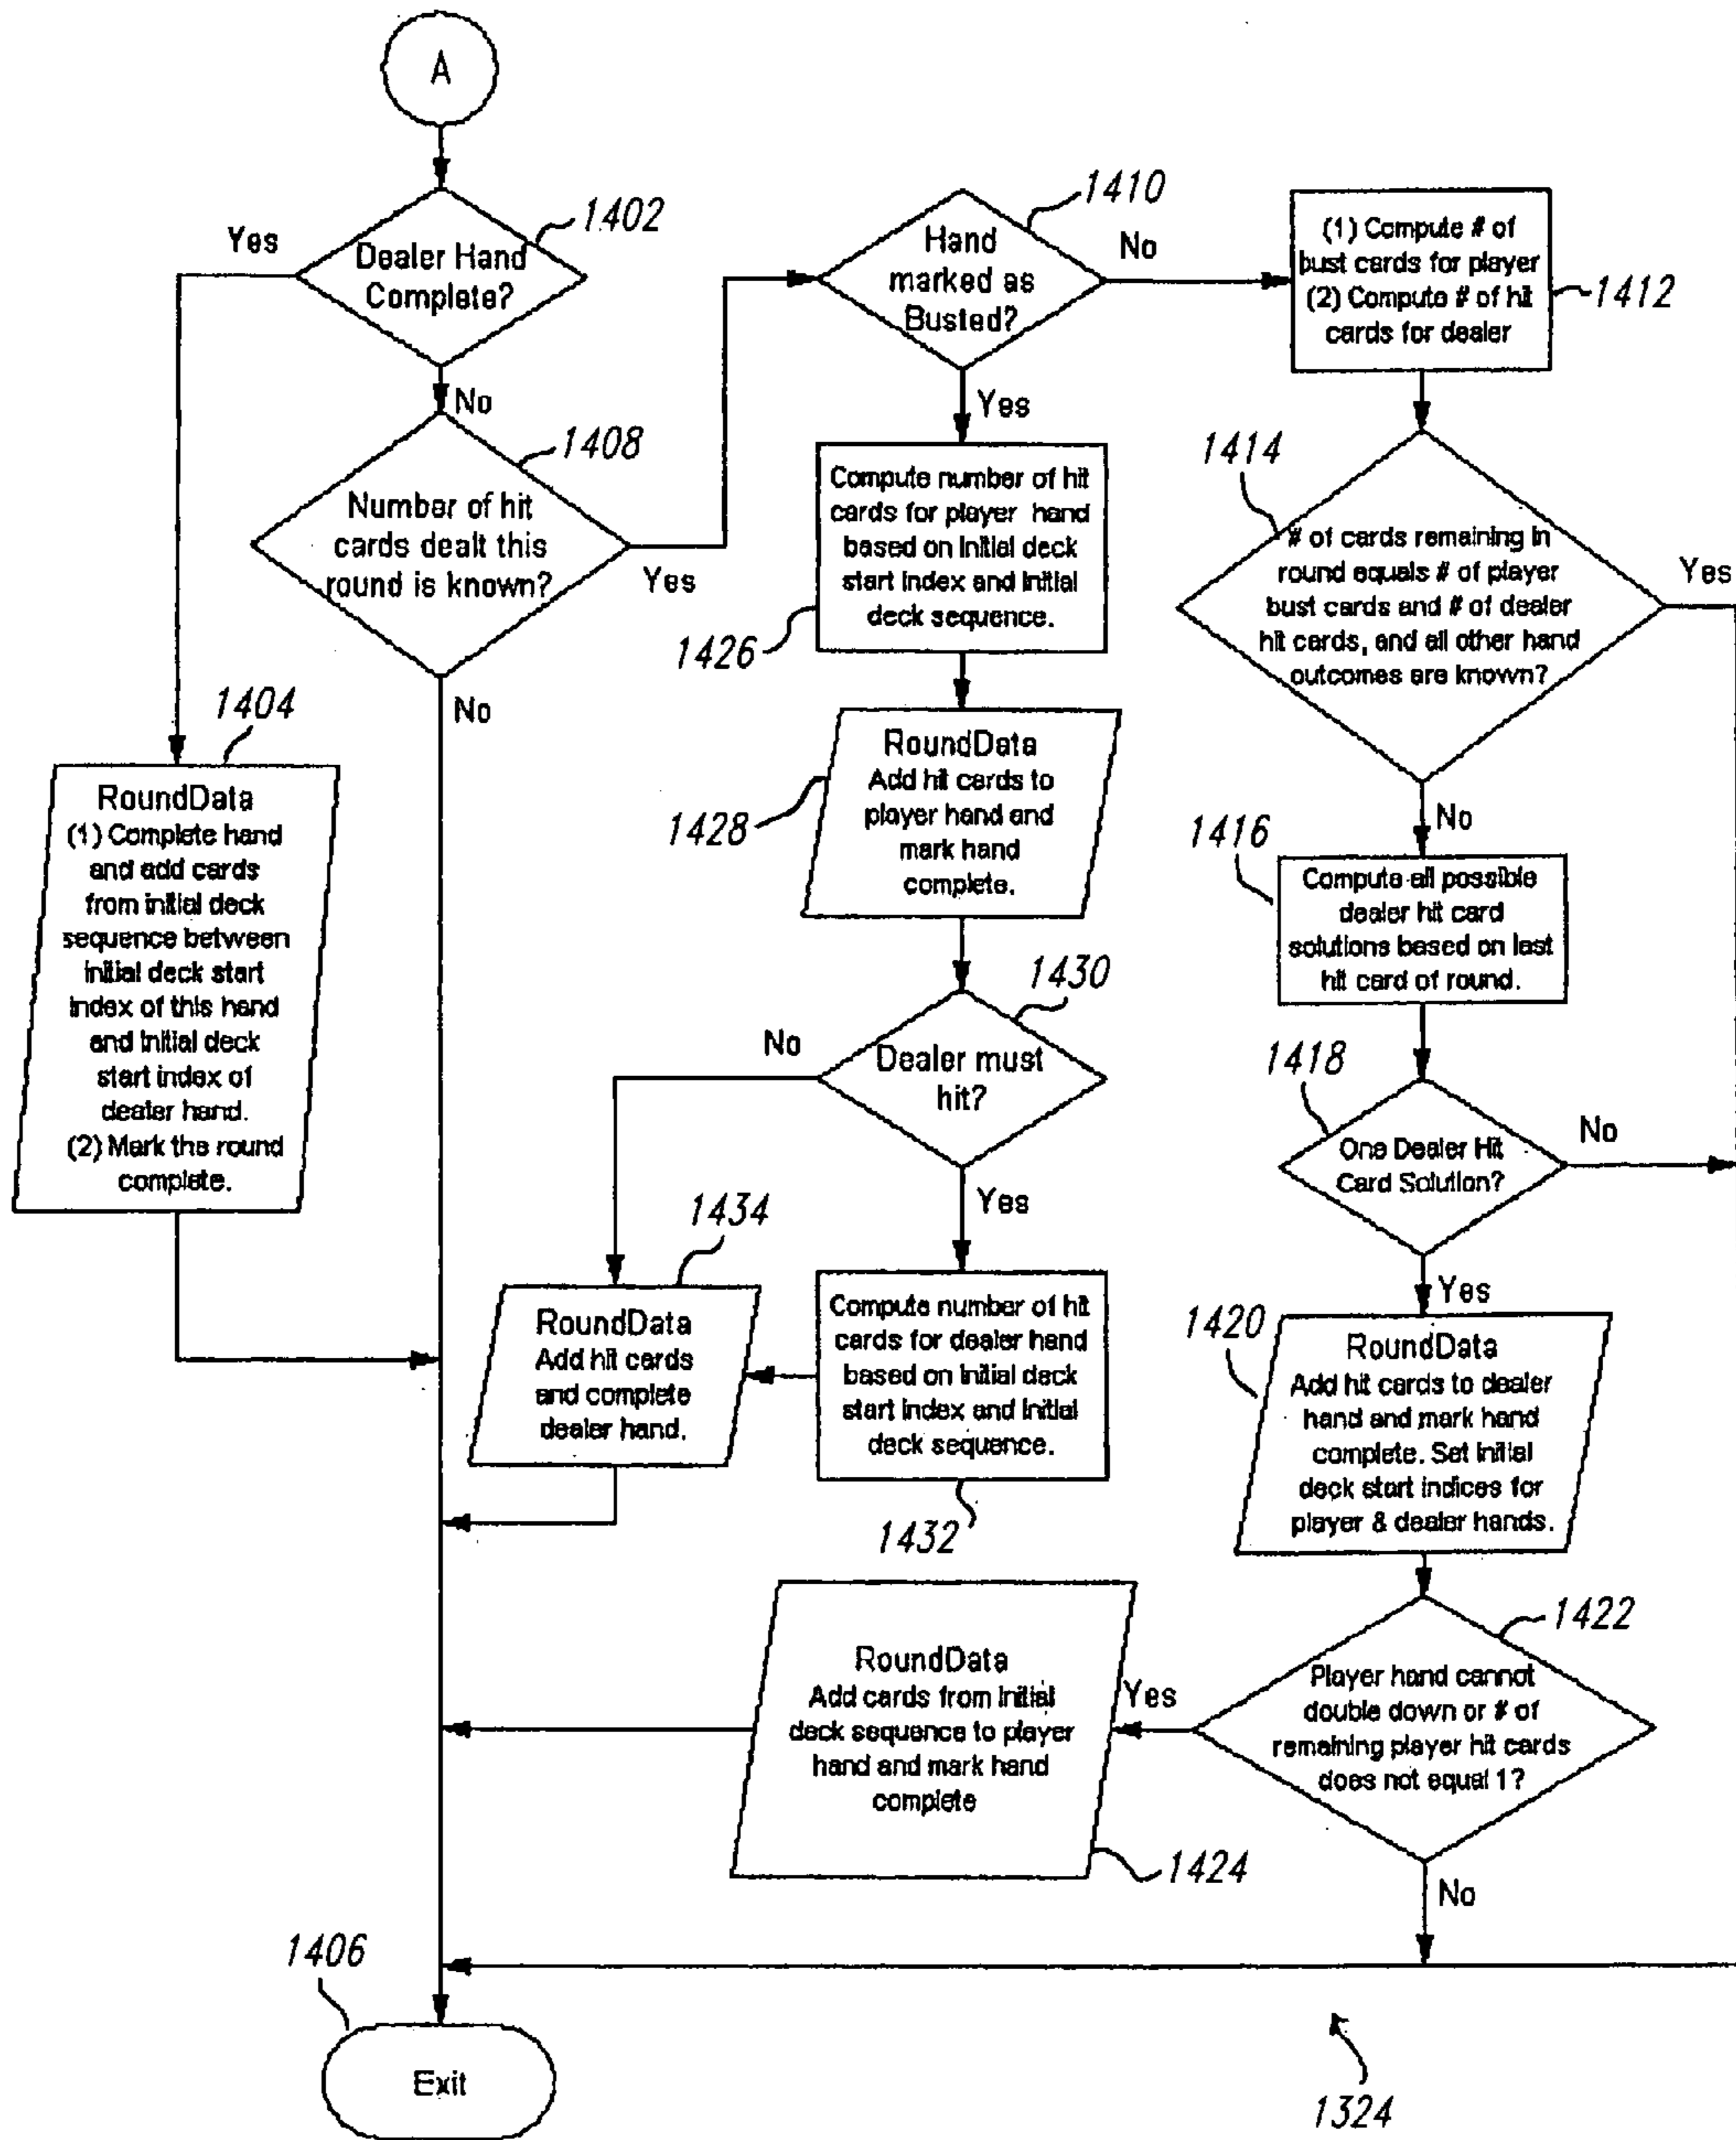 A
1402
Yes
Dealer Hand
Complete?
No
1408
Number of hit
cards dealt this
round is known?
Yes
No
1404
RoundData
(1) Complete hand
and add cards
from initial deck
sequence between
initial deck start
index of this hand
and initial deck
start index of
dealer hand.
(2) Mark the round
complete.
1410
Hand
marked as
Busted?
No
Yes
(1) Compute # of
bust cards for player
(2) Compute # of hit
cards for dealer
1412
1414
# of cards remaining in
round equals # of player
bust cards and # of dealer
hit cards, and all other hand
outcomes are known?
Yes
No
Compute number of hit
cards for player hand
based on initial deck
start index and initial
deck sequence.
1426
RoundData
Add hit cards to
player hand and
mark hand
complete.
1428
1430
Dealer must
hit?
No
Yes
1434
RoundData
Add hit cards
and complete
dealer hand.
Compute number of hit
cards for dealer hand
based on initial deck
start index and initial
deck sequence.
1432
1416
Compute all possible
dealer hit card
solutions based on last
hit card of round.
1418
One Dealer Hit
Card Solution?
No
Yes
1420
RoundData
Add hit cards to dealer
hand and mark hand
complete. Set initial
deck start indices for
player & dealer hands.
1422
Player hand cannot
double down or # of
remaining player hit cards
does not equal 1?
Yes
No
RoundData
Add cards from initial
deck sequence to player
hand and mark hand
complete
1424
1406
Exit
1324